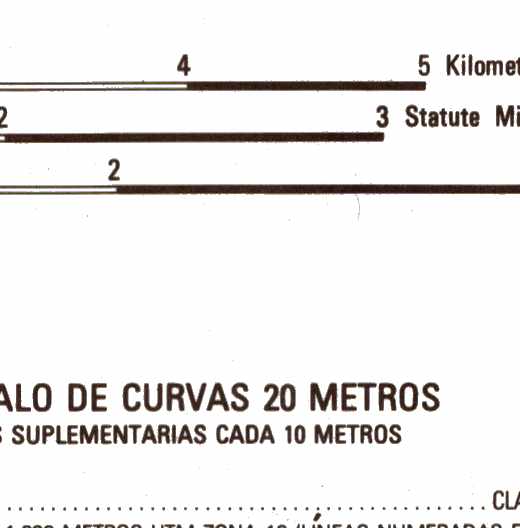 4 5 Kilomet
2 3 Statute Mi
2
ALO DE CURVAS 20 METROS
S SUPLEMENTARIAS CADA 10 METROS
CLA